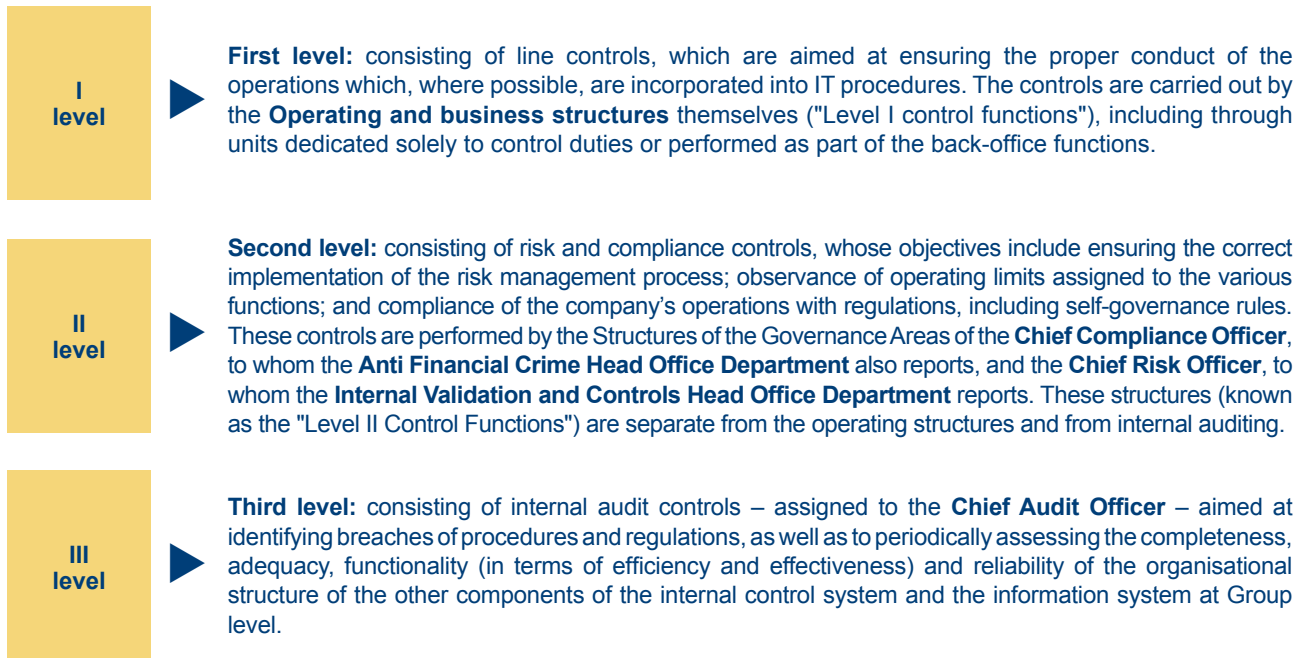 I
level
First level: consisting of line controls, which are aimed at ensuring the proper conduct of the
operations which, where possible, are incorporated into IT procedures. The controls are carried out by
the Operating and business structures themselves ("Level I control functions"), including through
units dedicated solely to control duties or performed as part of the back-office functions.
II
level
Second level: consisting of risk and compliance controls, whose objectives include ensuring the correct
implementation of the risk management process; observance of operating limits assigned to the various
functions; and compliance of the company’s operations with regulations, including self-governance rules.
These controls are performed by the Structures of the Governance Areas of the Chief Compliance Officer,
to whom the Anti Financial Crime Head Office Department also reports, and the Chief Risk Officer, to
whom the Internal Validation and Controls Head Office Department reports. These structures (known
as the "Level II Control Functions") are separate from the operating structures and from internal auditing.
III
level
Third level: consisting of internal audit controls – assigned to the Chief Audit Officer – aimed at
identifying breaches of procedures and regulations, as well as to periodically assessing the completeness,
adequacy, functionality (in terms of efficiency and effectiveness) and reliability of the organisational
structure of the other components of the internal control system and the information system at Group
level.